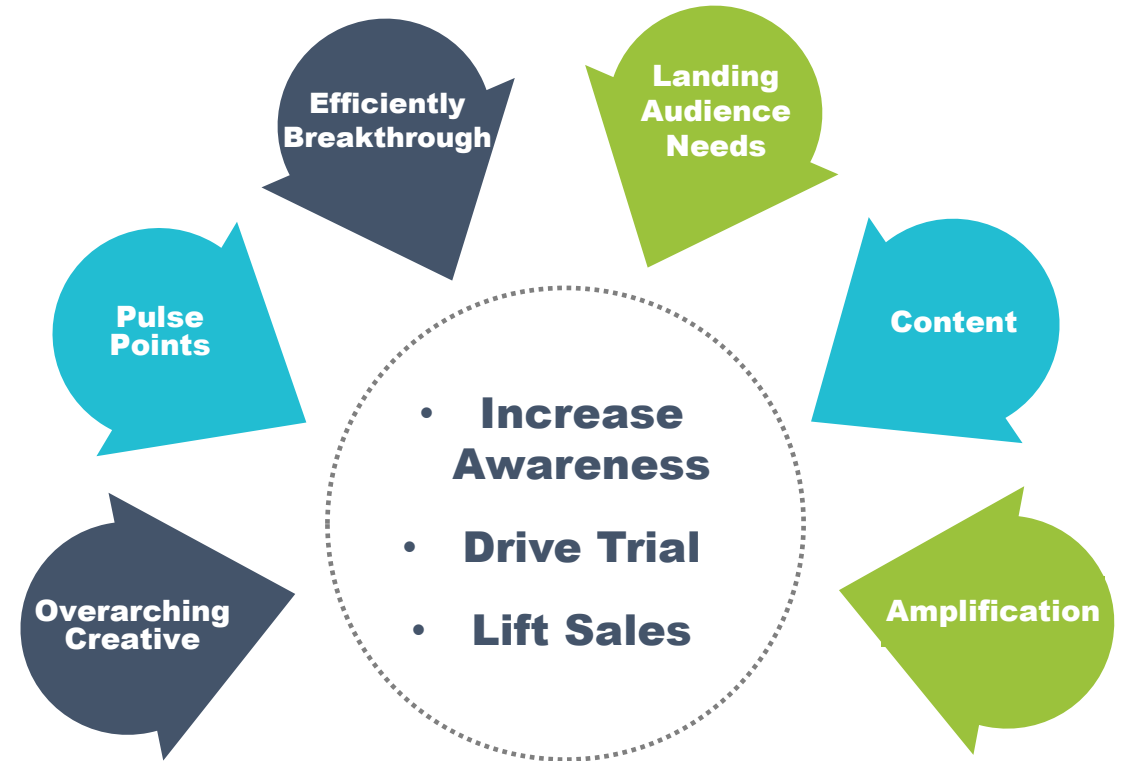 Efficiently
Breakthrough
Landing
Audience
Needs
Pulse
Points
Content
• Increase
Awareness
• Drive Trial
• Lift Sales
Overarching
Creative
Amplification